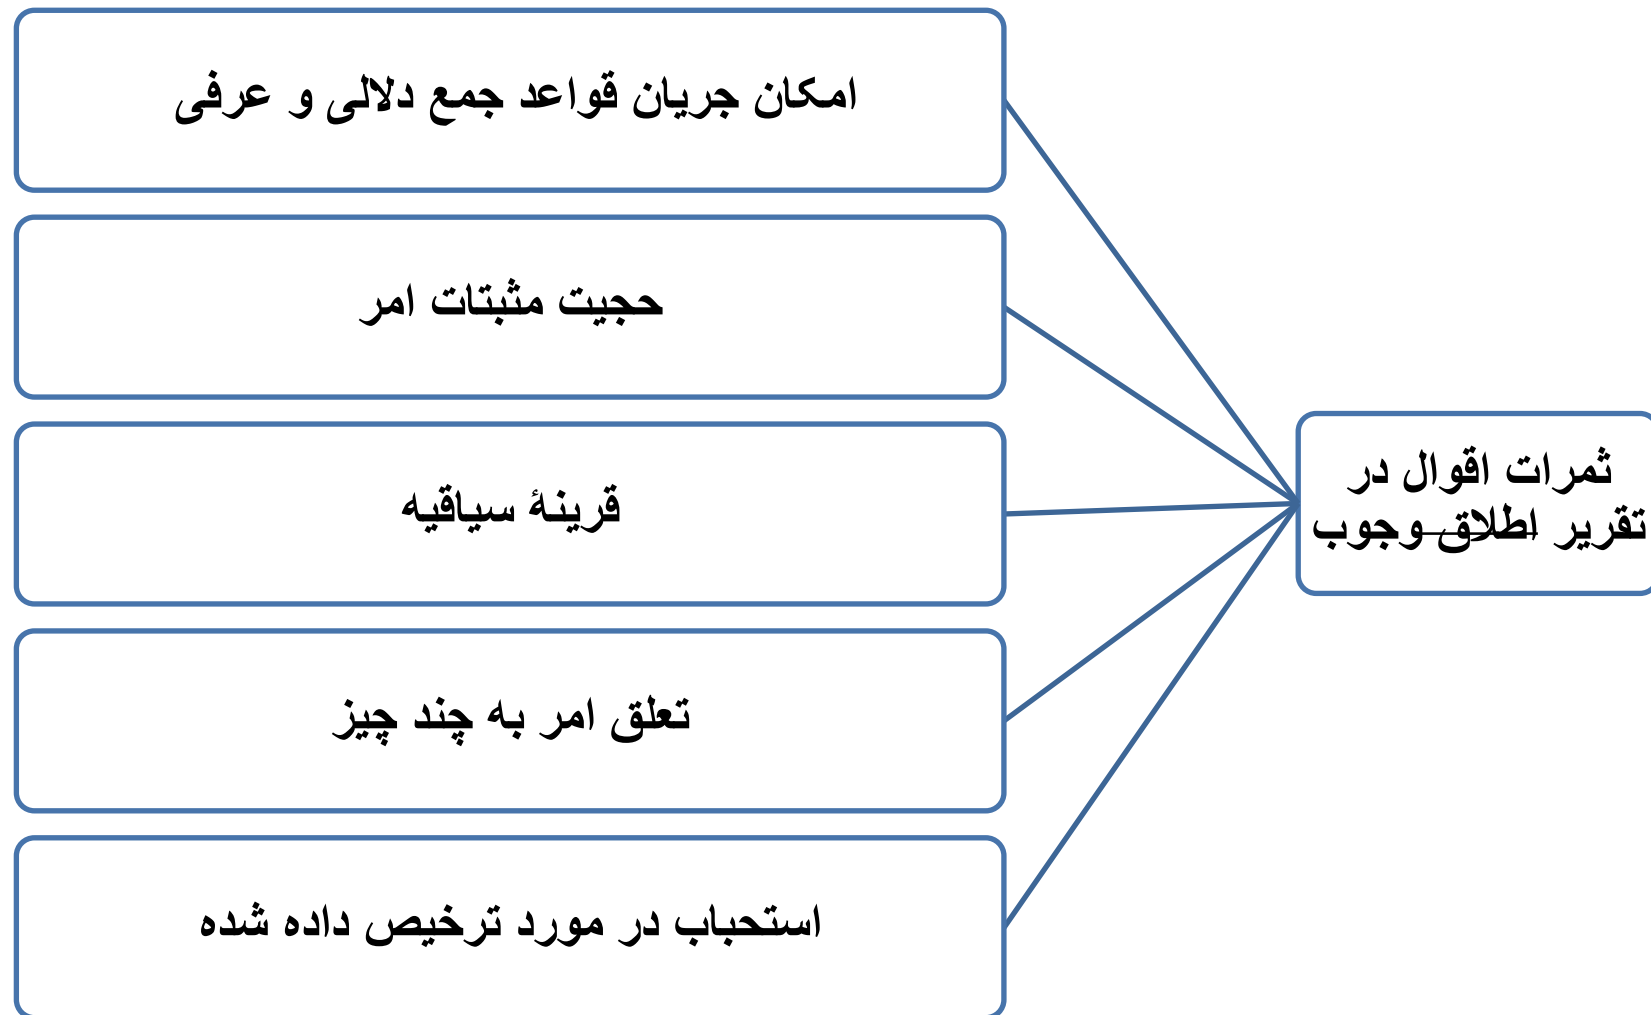 ثمرات اقوال در
تقریر اطلاق وجوب
امکان جریان قواعد جمع دلالی و عرفی
حجیت مثبتات امر
قرینۀ سیاقیه
تعلق امر به چند چیز
استحباب در مورد ترخیص داده شده